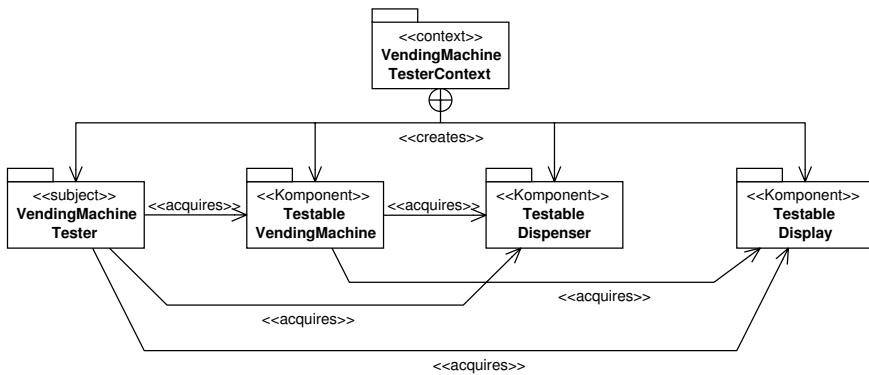 <<context>>
VendingMachine
TesterContext
<<creates>>
<<subject>>
VendingMachine
Tester
<<acquires>>
<<Komponent>>
Testable
VendingMachine
<<acquires>>
<<Komponent>>
Testable
Dispenser
<<Komponent>>
Testable
Display
<<acquires>>
<<acquires>>
<<acquires>>